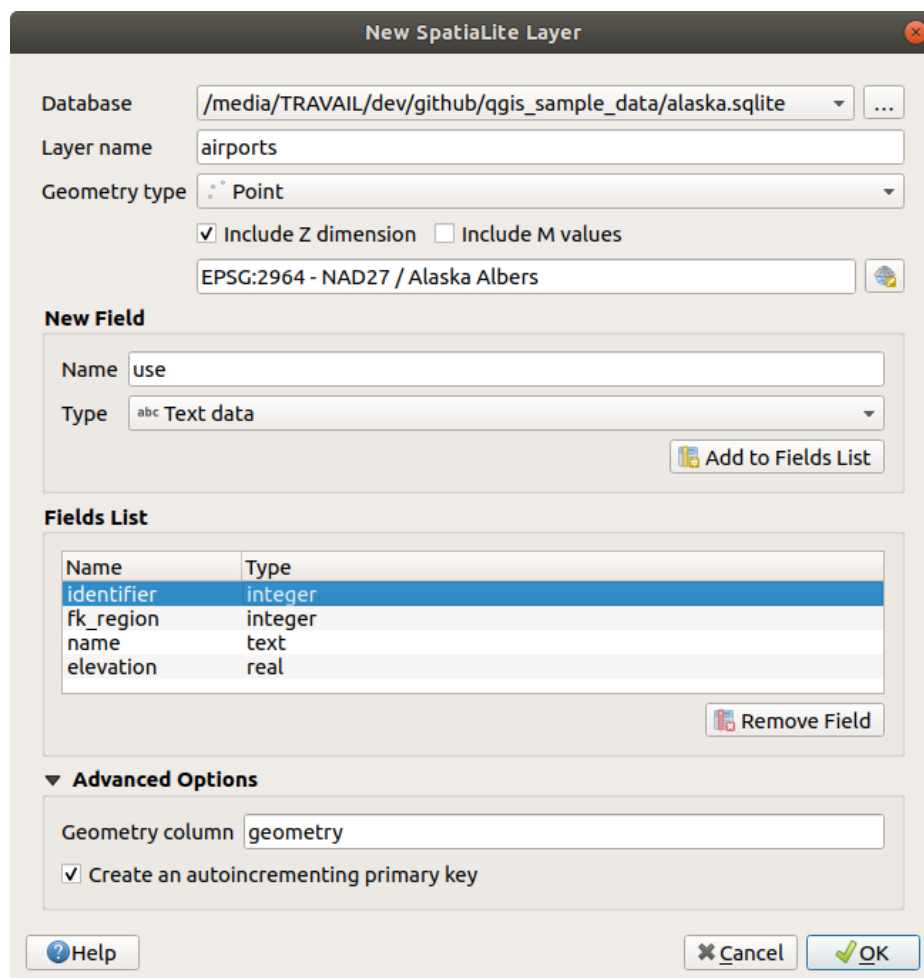 New SpatiaLite Layer
Database /media/TRAVAIL/dev/github/qgis_sample_data/alaska.sqlite ...
Layer name airports
Geometry type Point
Include Z dimension Include M values
EPSG:2964 - NAD27 / Alaska Albers
New Field
Name use
Type abc Text data
Add to Fields List
Fields List
Name Type
identifier integer
fk_region integer
name text
elevation real
Remove Field
Advanced Options
Geometry column geometry
Create an autoincrementing primary key
Help Cancel OK